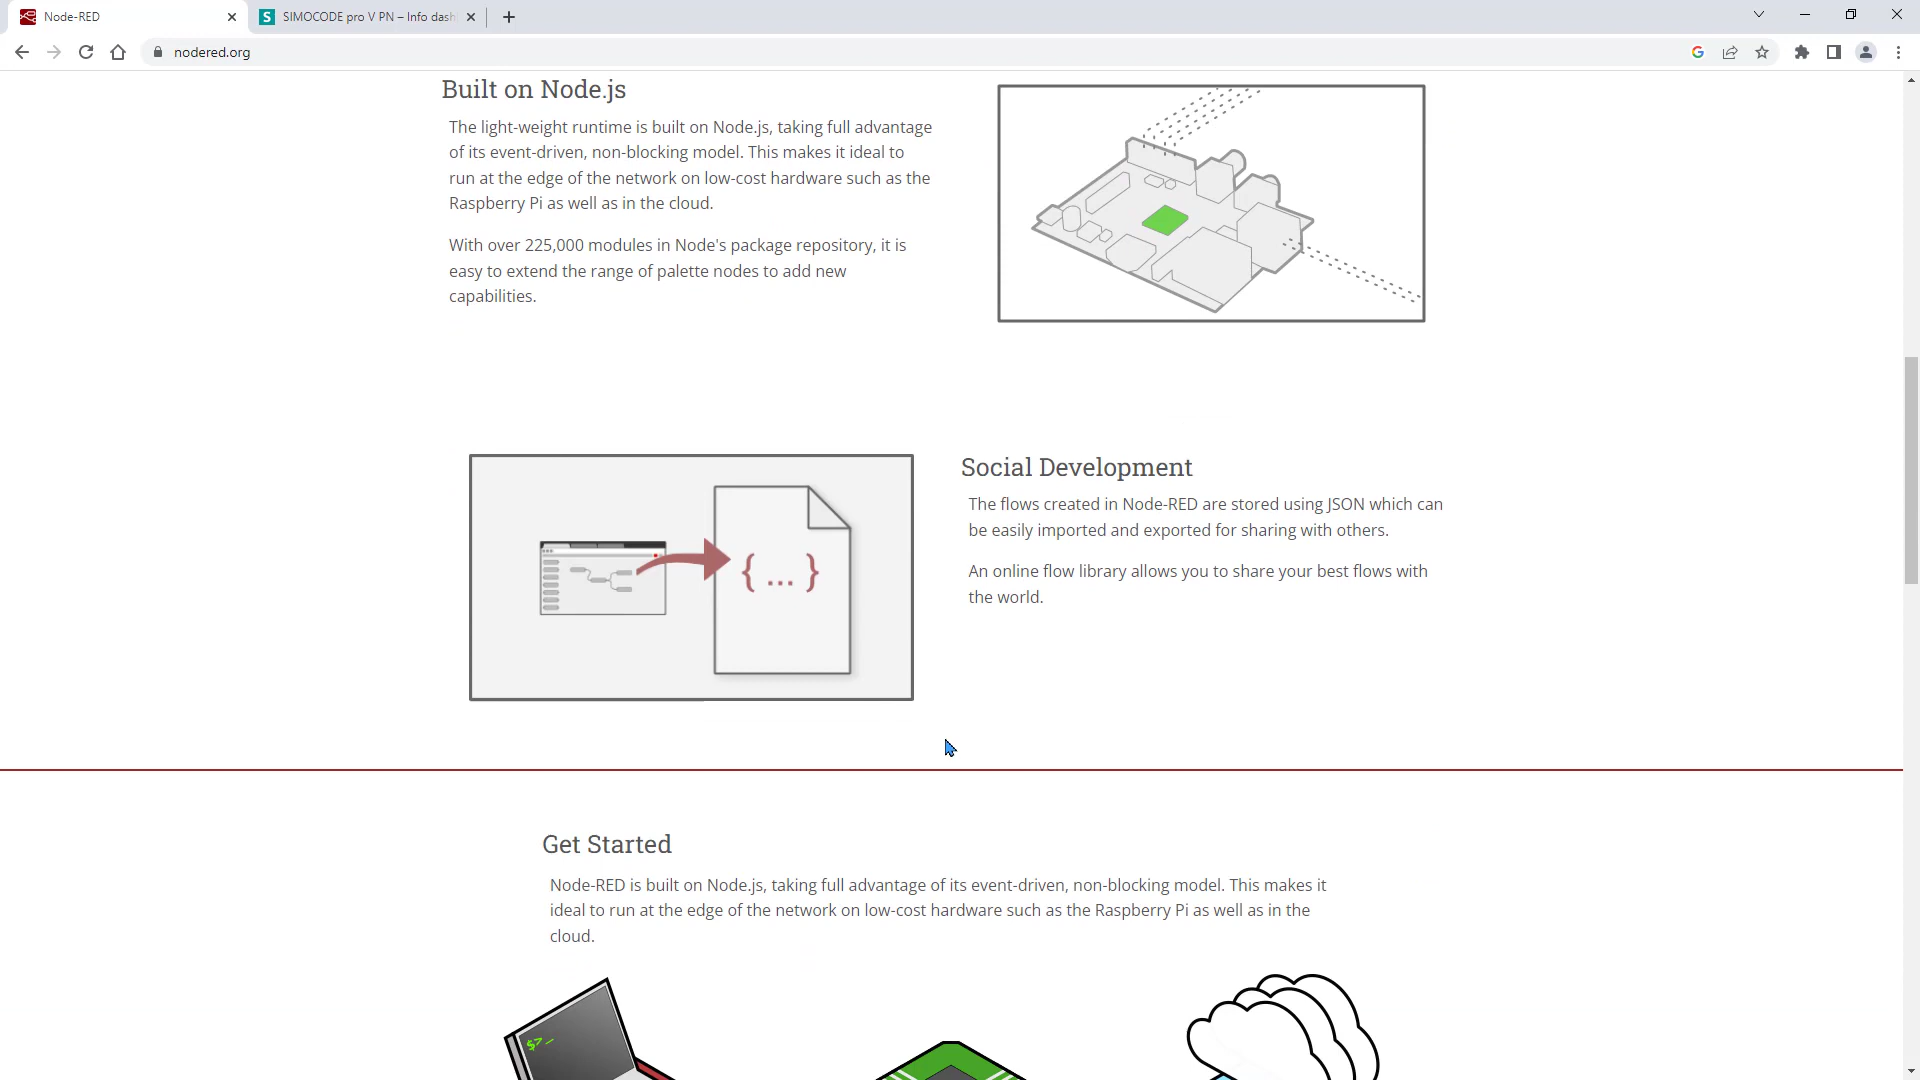 Node-RED
SIMOCODE pro V PN – Info dash
nodered.org
Built on Node.js
The light-weight runtime is built on Node.js, taking full advantage
of its event-driven, non-blocking model. This makes it ideal to
run at the edge of the network on low-cost hardware such as the
Raspberry Pi as well as in the cloud.
With over 225,000 modules in Node's package repository, it is
easy to extend the range of palette nodes to add new
capabilities.
{ ... }
Social Development
The flows created in Node-RED are stored using JSON which can
be easily imported and exported for sharing with others.
An online flow library allows you to share your best flows with
the world.
Get Started
Node-RED is built on Node.js, taking full advantage of its event-driven, non-blocking model. This makes it
ideal to run at the edge of the network on low-cost hardware such as the Raspberry Pi as well as in the
cloud.